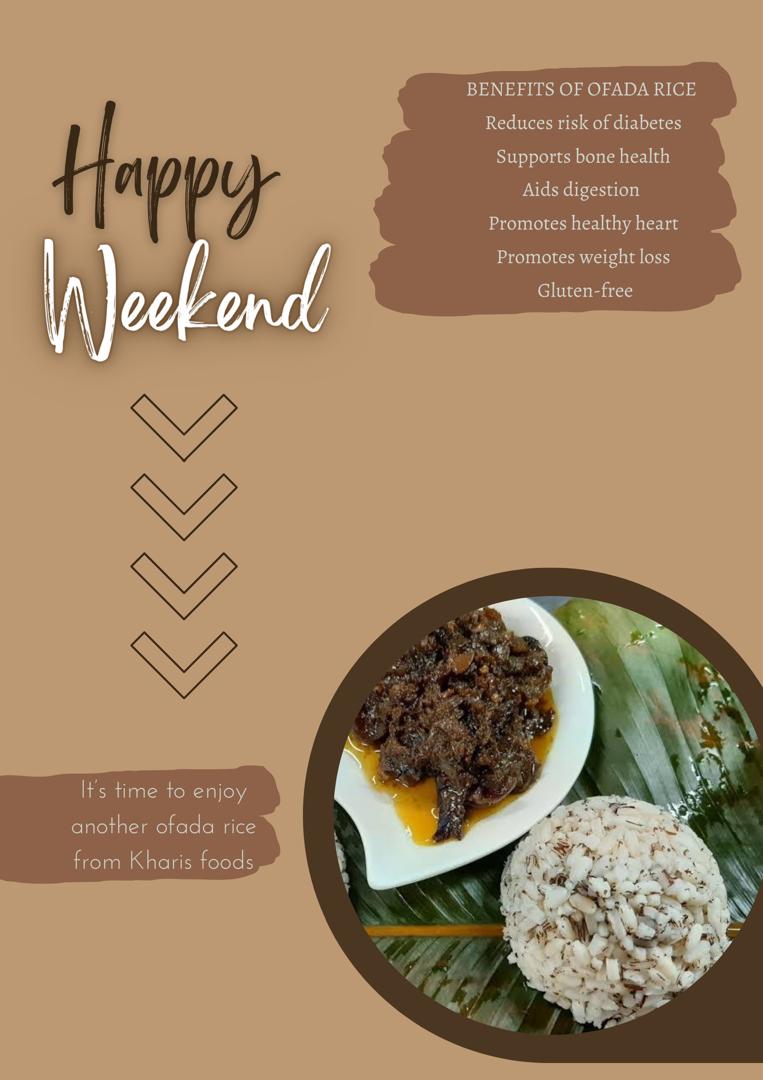 Happy
Weekend
BENEFITS OF OFADA RICE
Reduces risk of diabetes
Supports bone health
Aids digestion
Promotes healthy heart
Promotes weight loss
Gluten-free
It's time to enjoy
another ofada rice
from Kharis foods